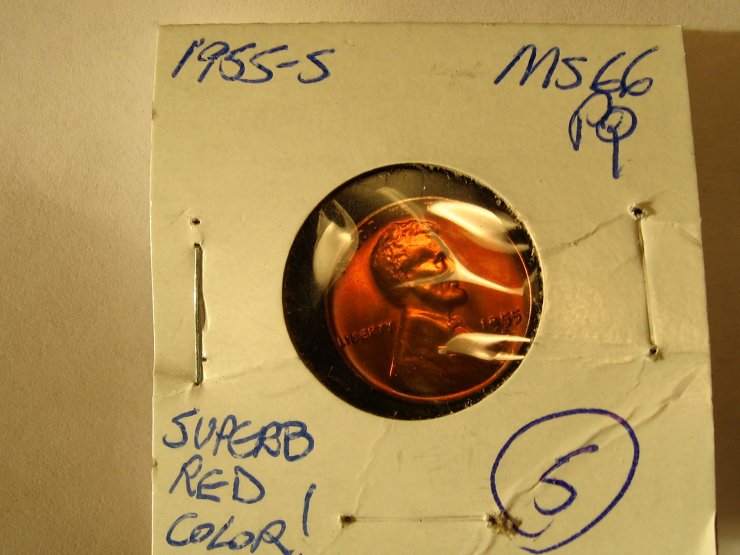 1955-S
MS66
PQ
LIBERTY
1955
SUPERB
RED
COLOR!
5